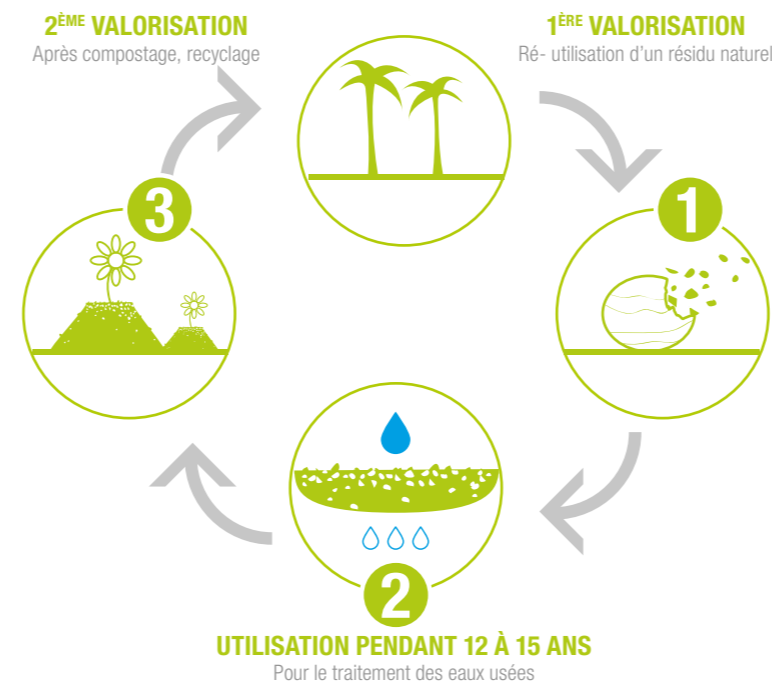 2ÈME VALORISATION
Après compostage, recyclage
1ÈRE VALORISATION
Ré- utilisation d'un résidu naturel
3
1
2
UTILISATION PENDANT 12 À 15 ANS
Pour le traitement des eaux usées